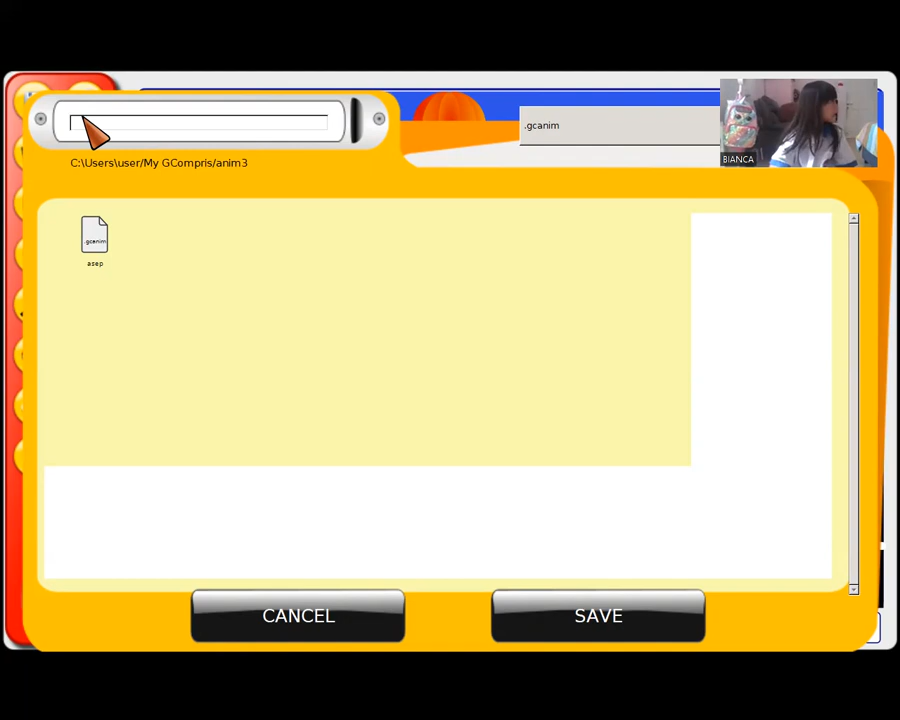 .gcanim
BIANCA
C:\Users\user/My GCompris/anim3
.gcanim
asep
CANCEL
SAVE